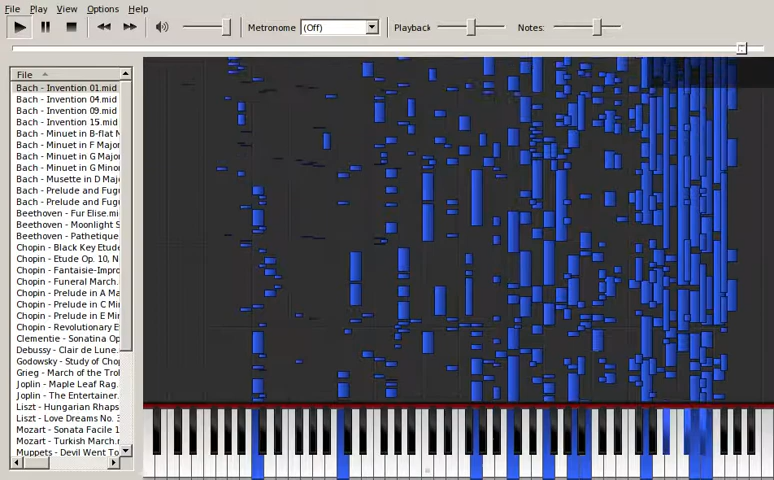 File Play View Options Help
Metronome (Off) Playback Notes:
File
Bach - Invention 01.mid
Bach - Invention 04.mid
Bach - Invention 09.mid
Bach - Invention 15.mid
Bach - Minuet in B-flat M
Bach - Minuet in F Major
Bach - Minuet in G Major
Bach - Minuet in G Minor
Bach - Musette in D Maj
Bach - Prelude and Fugu
Bach - Prelude and Fugu
Beethoven - Fur Elise.mi
Beethoven - Moonlight S
Beethoven - Pathetique
Chopin - Black Key Etude
Chopin - Etude Op. 10, N
Chopin - Fantaisie-Impro
Chopin - Funeral March.
Chopin - Prelude in A Ma
Chopin - Prelude in C Mi
Chopin - Prelude in E Min
Chopin - Revolutionary Et
Clementie - Sonatina Op
Debussy - Clair de Lune.
Godowsky - Study of Chop
Grieg - March of the Trol
Joplin - Maple Leaf Rag.
Joplin - The Entertainer.
Liszt - Hungarian Rhaps
Liszt - Love Dreams No. 3
Mozart - Sonata Facile 1
Mozart - Turkish March.m
Muppets - Devil Went To